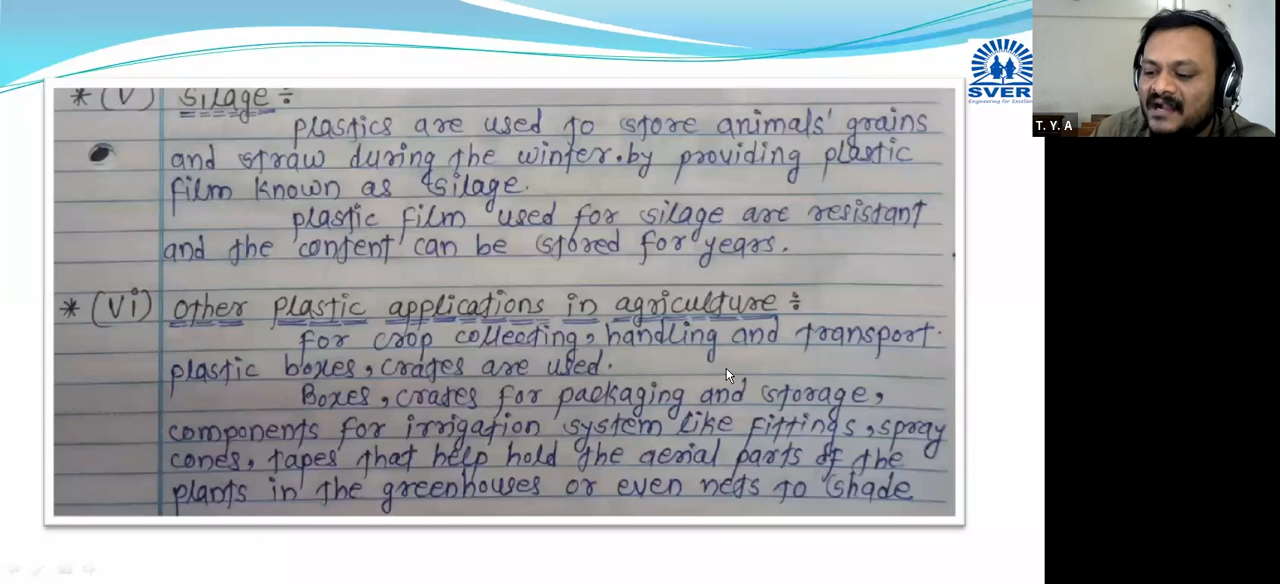 * (V) Silage :
plastics are used to store animals' grains
and straw during the winter. by providing plastic
film known as silage.
plastic film used for silage are resistant
and the content can be stored for years.
* (Vi) Other plastic applications in agriculture :
for crop collecting, handling and transport.
plastic boxes, crates are used.
Boxes, crates for packaging and storage,
components for irrigation system like fittings, spray
cones, tapes that help hold the aerial parts of the
plants in the greenhouses or even nets to shade
SVER
Engineering for Excellen
T. Y. A